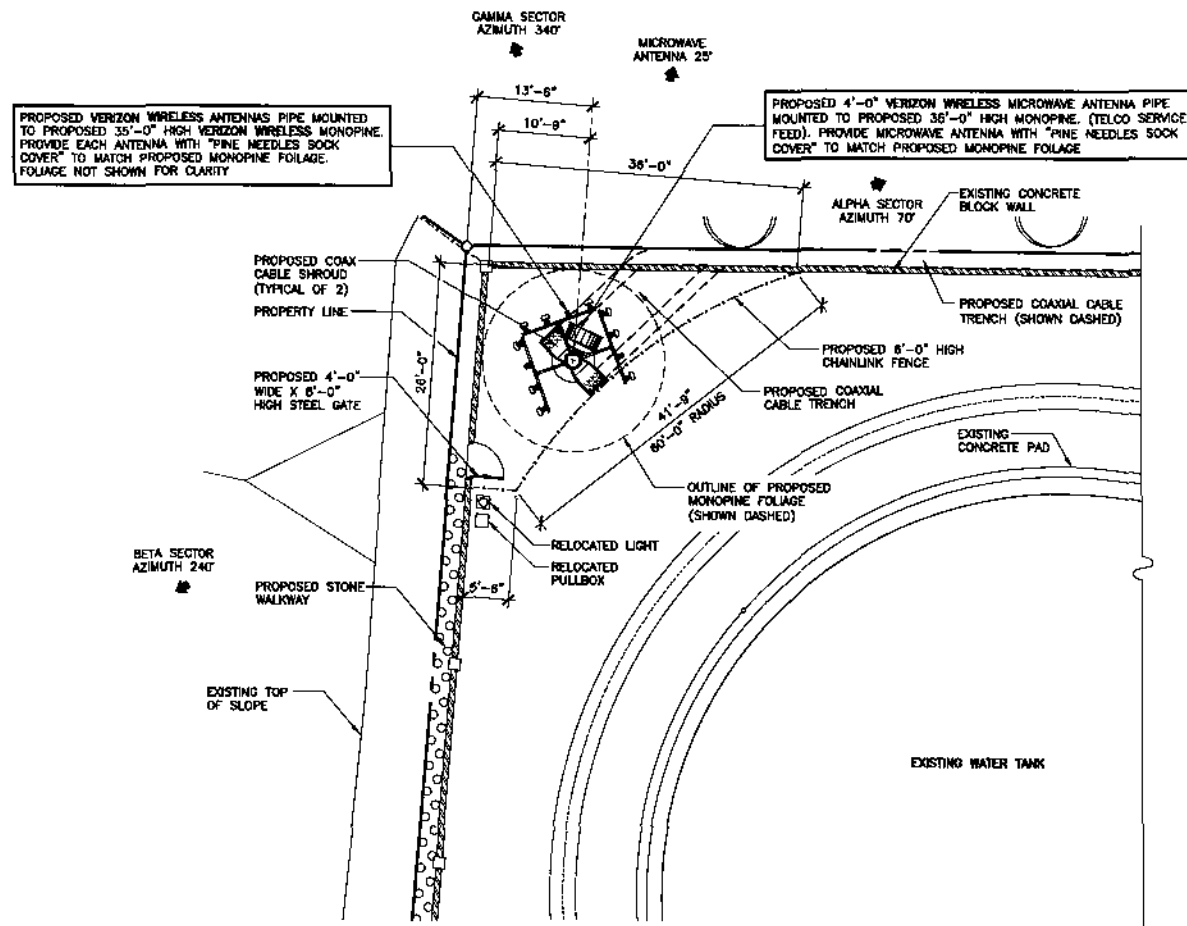 GAMMA SECTOR
AZIMUTH 340°
MICROWAVE
ANTENNA 25°
13'-6"
10'-9"
36'-0"
PROPOSED VERIZON WIRELESS ANTENNAS PIPE MOUNTED
TO PROPOSED 35'-0" HIGH VERIZON WIRELESS MONOPINE.
PROVIDE EACH ANTENNA WITH "PINE NEEDLES SOCK
COVER" TO MATCH PROPOSED MONOPINE FOLIAGE.
FOLIAGE NOT SHOWN FOR CLARITY
PROPOSED 4'-0" VERIZON WIRELESS MICROWAVE ANTENNA PIPE
MOUNTED TO PROPOSED 35'-0" HIGH MONOPINE. (TELCO SERVICE
FEED). PROVIDE MICROWAVE ANTENNA WITH "PINE NEEDLES SOCK
COVER" TO MATCH PROPOSED MONOPINE FOLIAGE
ALPHA SECTOR
AZIMUTH 70°
EXISTING CONCRETE
BLOCK WALL
PROPOSED COAX
CABLE SHROUD
(TYPICAL OF 2)
PROPERTY LINE
PROPOSED COAXIAL CABLE
TRENCH (SHOWN DASHED)
PROPOSED 6'-0" HIGH
CHAINLINK FENCE
PROPOSED 4'-0"
WIDE X 6'-0"
HIGH STEEL GATE
26'-0"
PROPOSED COAXIAL
CABLE TRENCH
41'-9"
60'-0" RADIUS
EXISTING
CONCRETE PAD
OUTLINE OF PROPOSED
MONOPINE FOLIAGE
(SHOWN DASHED)
RELOCATED LIGHT
RELOCATED
PULLBOX
BETA SECTOR
AZIMUTH 240°
PROPOSED STONE
WALKWAY
5'-6"
EXISTING TOP
OF SLOPE
EXISTING WATER TANK